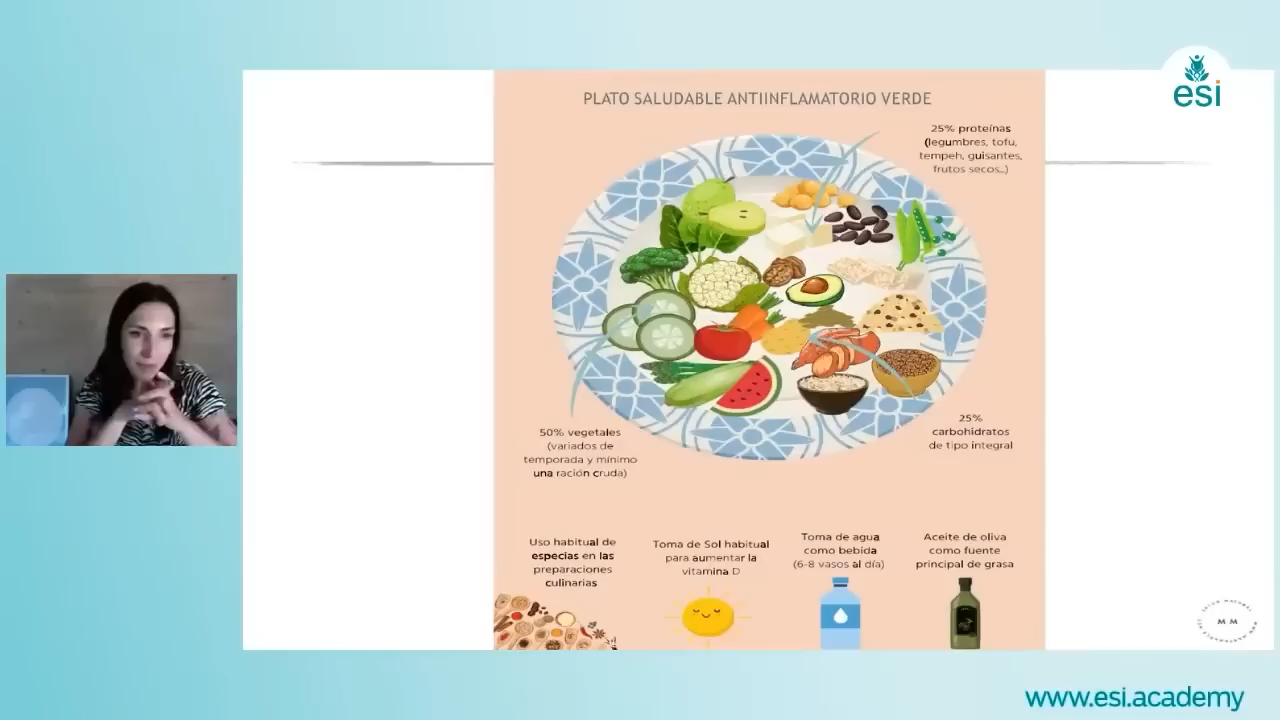 esi
PLATO SALUDABLE ANTIINFLAMATORIO VERDE
25% proteínas
(legumbres, tofu,
tempeh, guisantes,
frutos secos...)
50% vegetales
(variados de
temporada y mínimo
una ración cruda)
25%
carbohidratos
de tipo integral
Uso habitual de
especias en las
preparaciones
culinarias
Toma de Sol habitual
para aumentar la
vitamina D
Toma de agua
como bebida
(6-8 vasos al día)
Aceite de oliva
como fuente
principal de grasa
M M
www.esi.academy